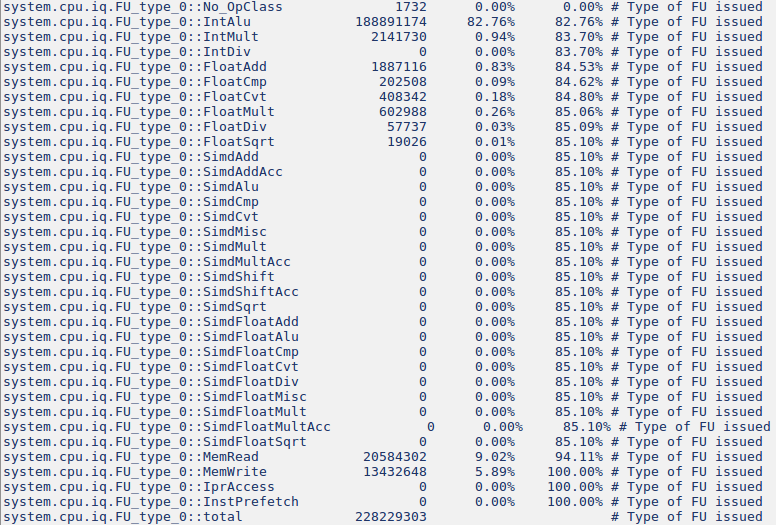 system.cpu.iq.FU_type_0::No_OpClass 1732 0.00% 0.00% # Type of FU issued
system.cpu.iq.FU_type_0::IntAlu 188891174 82.76% 82.76% # Type of FU issued
system.cpu.iq.FU_type_0::IntMult 2141730 0.94% 83.70% # Type of FU issued
system.cpu.iq.FU_type_0::IntDiv 0 0.00% 83.70% # Type of FU issued
system.cpu.iq.FU_type_0::FloatAdd 1887116 0.83% 84.53% # Type of FU issued
system.cpu.iq.FU_type_0::FloatCmp 202508 0.09% 84.62% # Type of FU issued
system.cpu.iq.FU_type_0::FloatCvt 408342 0.18% 84.80% # Type of FU issued
system.cpu.iq.FU_type_0::FloatMult 602988 0.26% 85.06% # Type of FU issued
system.cpu.iq.FU_type_0::FloatDiv 57737 0.03% 85.09% # Type of FU issued
system.cpu.iq.FU_type_0::FloatSqrt 19026 0.01% 85.10% # Type of FU issued
system.cpu.iq.FU_type_0::SimdAdd 0 0.00% 85.10% # Type of FU issued
system.cpu.iq.FU_type_0::SimdAddAcc 0 0.00% 85.10% # Type of FU issued
system.cpu.iq.FU_type_0::SimdAlu 0 0.00% 85.10% # Type of FU issued
system.cpu.iq.FU_type_0::SimdCmp 0 0.00% 85.10% # Type of FU issued
system.cpu.iq.FU_type_0::SimdCvt 0 0.00% 85.10% # Type of FU issued
system.cpu.iq.FU_type_0::SimdMisc 0 0.00% 85.10% # Type of FU issued
system.cpu.iq.FU_type_0::SimdMult 0 0.00% 85.10% # Type of FU issued
system.cpu.iq.FU_type_0::SimdMultAcc 0 0.00% 85.10% # Type of FU issued
system.cpu.iq.FU_type_0::SimdShift 0 0.00% 85.10% # Type of FU issued
system.cpu.iq.FU_type_0::SimdShiftAcc 0 0.00% 85.10% # Type of FU issued
system.cpu.iq.FU_type_0::SimdSqrt 0 0.00% 85.10% # Type of FU issued
system.cpu.iq.FU_type_0::SimdFloatAdd 0 0.00% 85.10% # Type of FU issued
system.cpu.iq.FU_type_0::SimdFloatAlu 0 0.00% 85.10% # Type of FU issued
system.cpu.iq.FU_type_0::SimdFloatCmp 0 0.00% 85.10% # Type of FU issued
system.cpu.iq.FU_type_0::SimdFloatCvt 0 0.00% 85.10% # Type of FU issued
system.cpu.iq.FU_type_0::SimdFloatDiv 0 0.00% 85.10% # Type of FU issued
system.cpu.iq.FU_type_0::SimdFloatMisc 0 0.00% 85.10% # Type of FU issued
system.cpu.iq.FU_type_0::SimdFloatMult 0 0.00% 85.10% # Type of FU issued
system.cpu.iq.FU_type_0::SimdFloatMultAcc 0 0.00% 85.10% # Type of FU issued
system.cpu.iq.FU_type_0::SimdFloatSqrt 0 0.00% 85.10% # Type of FU issued
system.cpu.iq.FU_type_0::MemRead 20584302 9.02% 94.11% # Type of FU issued
system.cpu.iq.FU_type_0::MemWrite 13432648 5.89% 100.00% # Type of FU issued
system.cpu.iq.FU_type_0::IprAccess 0 0.00% 100.00% # Type of FU issued
system.cpu.iq.FU_type_0::InstPrefetch 0 0.00% 100.00% # Type of FU issued
system.cpu.iq.FU_type_0::total 228229303 # Type of FU issued